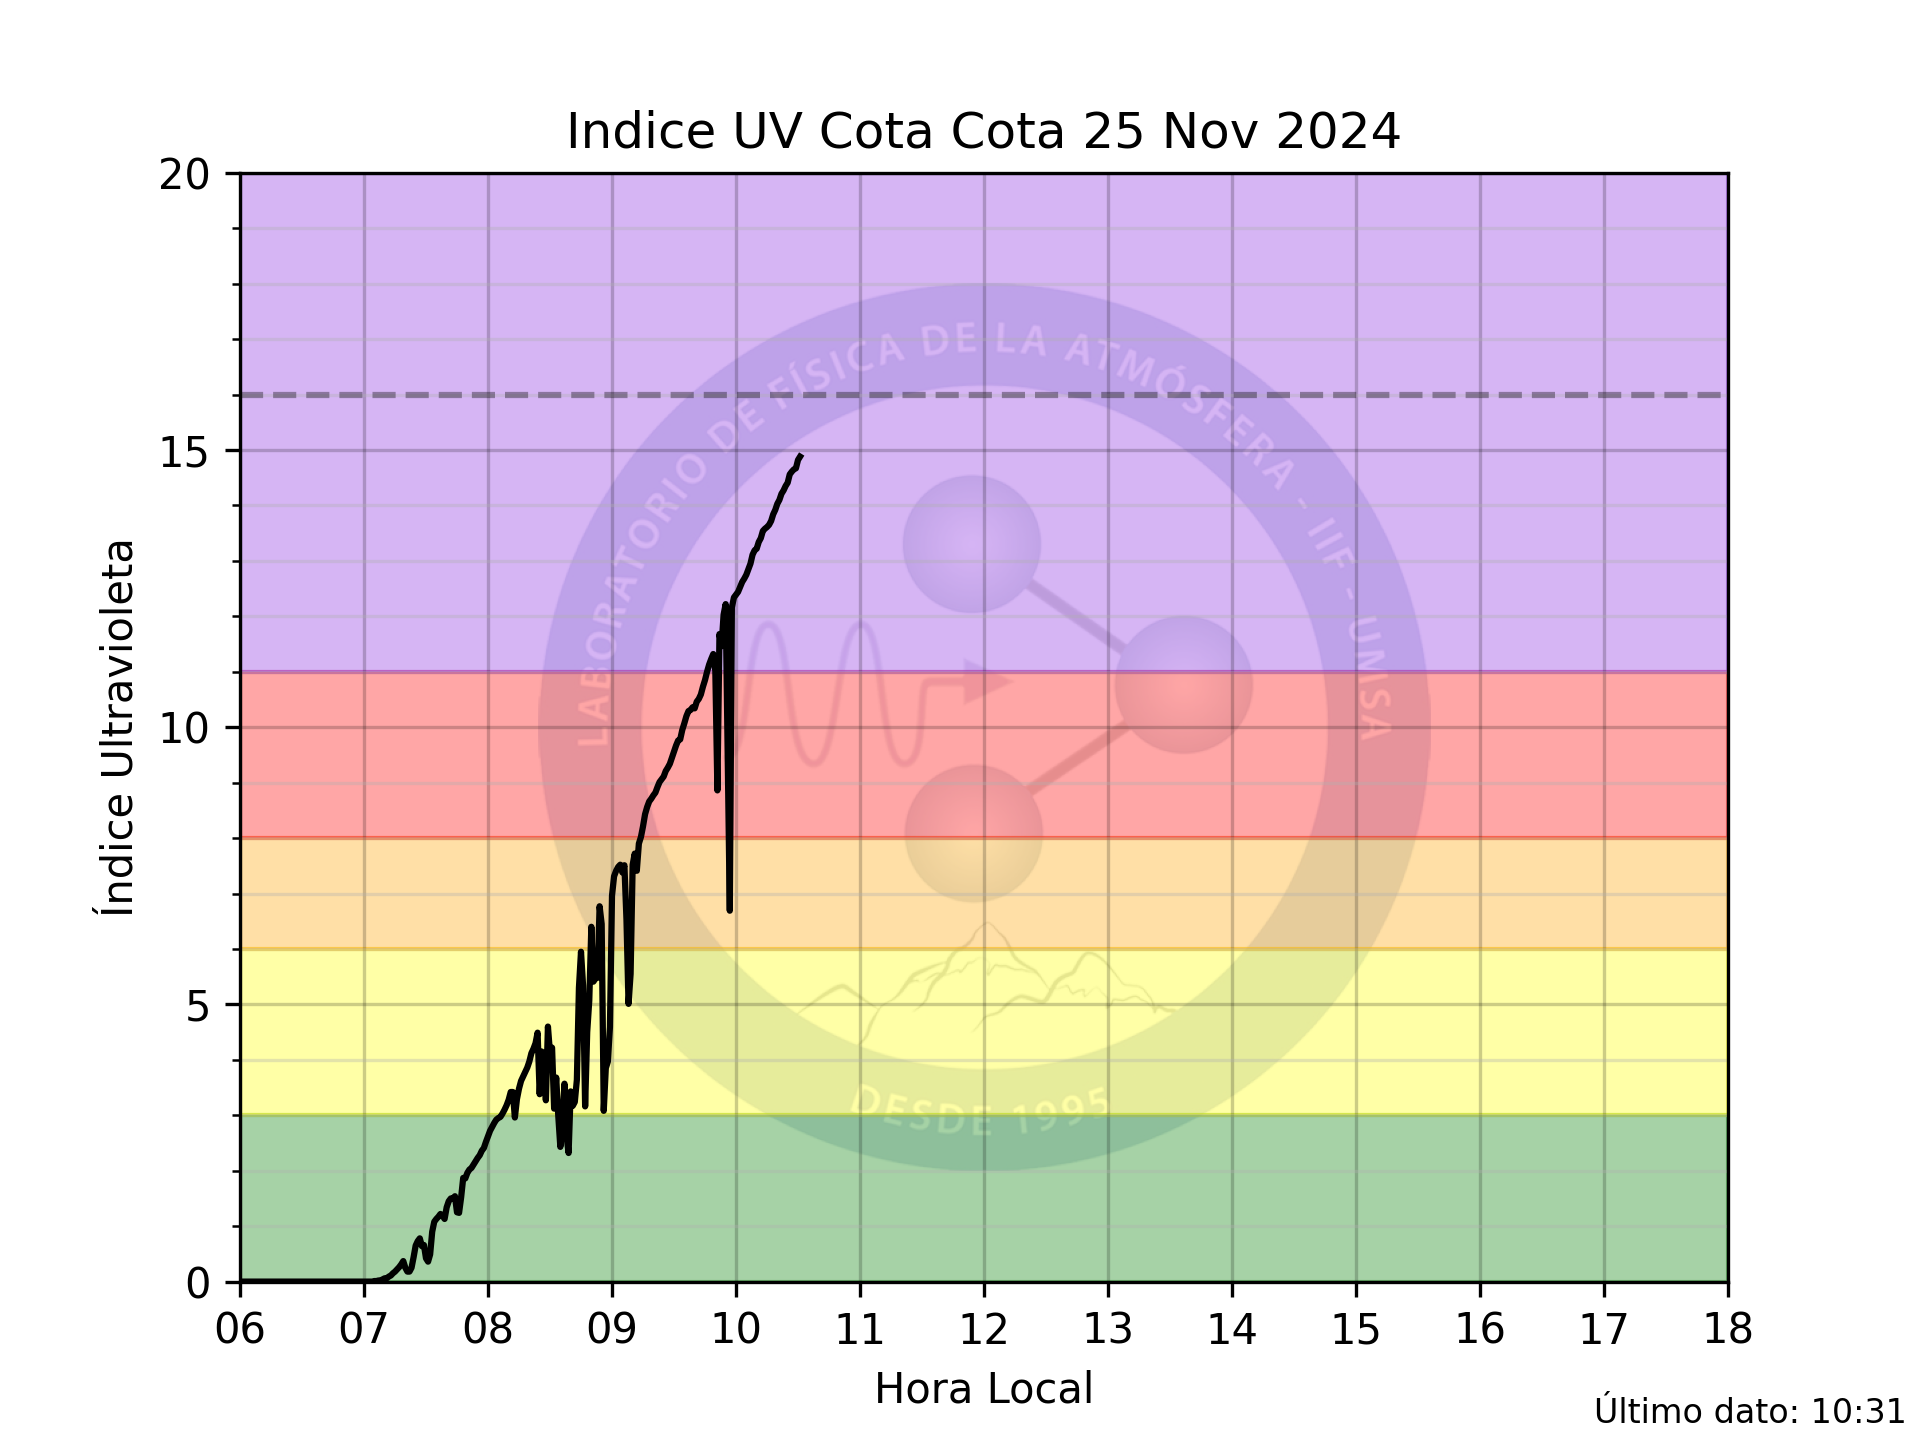 Indice UV Cota Cota 25 Nov 2024
20
15
10
5
0
Índice Ultravioleta
LABORATORIO DE FÍSICA DE LA ATMÓSFERA - IIF - UMSA
DESDE 1995
06 07 08 09 10 11 12 13 14 15 16 17 18
Hora Local
Último dato: 10:31